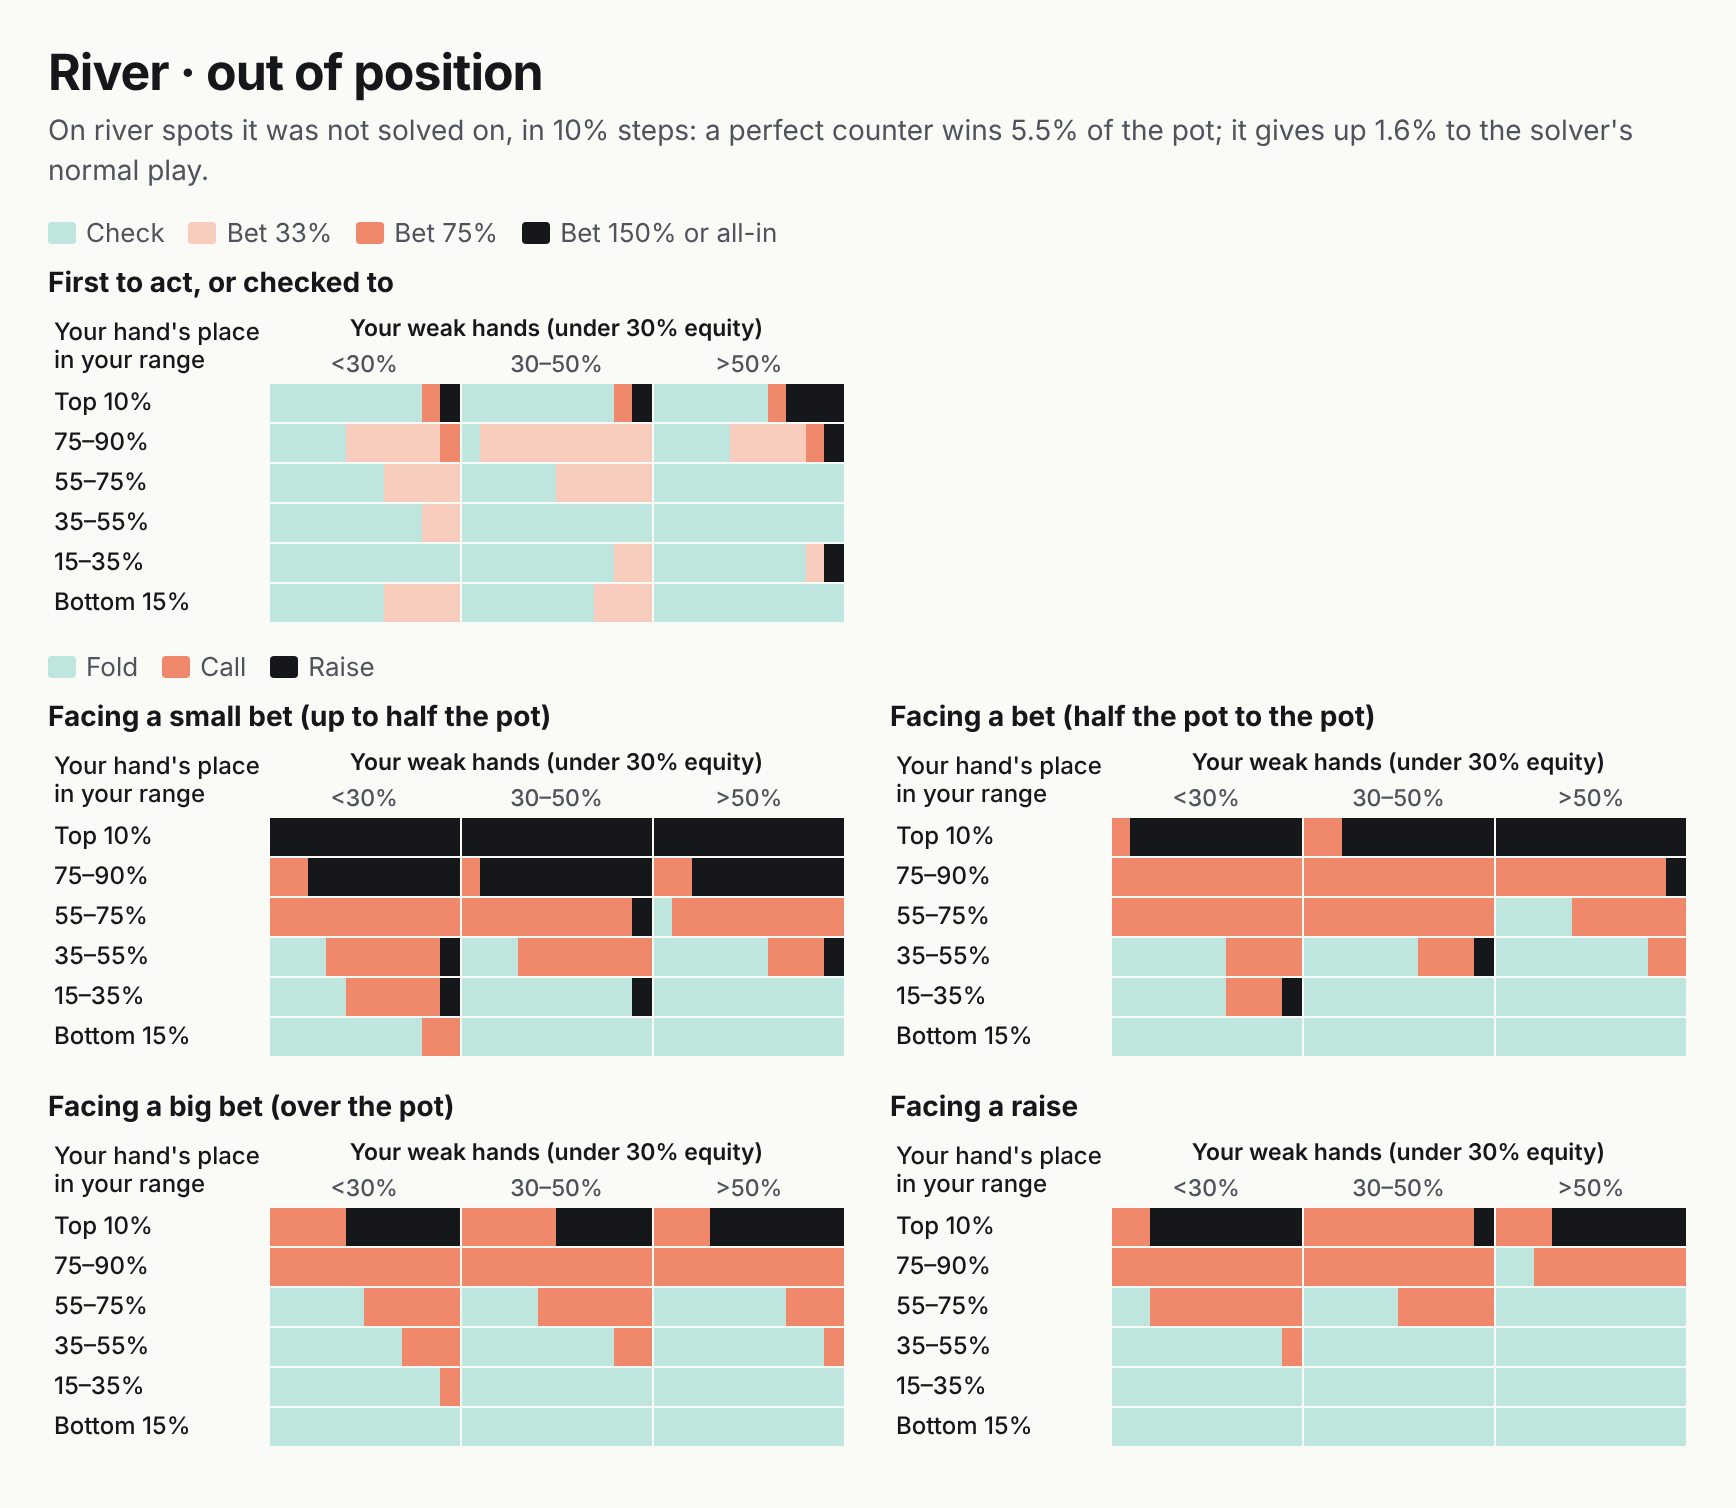 River · out of position
On river spots it was not solved on, in 10% steps: a perfect counter wins 5.5% of the pot; it gives up 1.6% to the solver's
normal play.
Check Bet 33% Bet 75% Bet 150% or all-in
First to act, or checked to
Your hand's place
in your range
Your weak hands (under 30% equity)
<30% 30–50% >50%
Top 10%
75–90%
55–75%
35–55%
15–35%
Bottom 15%
Fold Call Raise
Facing a small bet (up to half the pot)
Your hand's place
in your range
Your weak hands (under 30% equity)
<30% 30–50% >50%
Top 10%
75–90%
55–75%
35–55%
15–35%
Bottom 15%
Facing a bet (half the pot to the pot)
Your hand's place
in your range
Your weak hands (under 30% equity)
<30% 30–50% >50%
Top 10%
75–90%
55–75%
35–55%
15–35%
Bottom 15%
Facing a big bet (over the pot)
Your hand's place
in your range
Your weak hands (under 30% equity)
<30% 30–50% >50%
Top 10%
75–90%
55–75%
35–55%
15–35%
Bottom 15%
Facing a raise
Your hand's place
in your range
Your weak hands (under 30% equity)
<30% 30–50% >50%
Top 10%
75–90%
55–75%
35–55%
15–35%
Bottom 15%